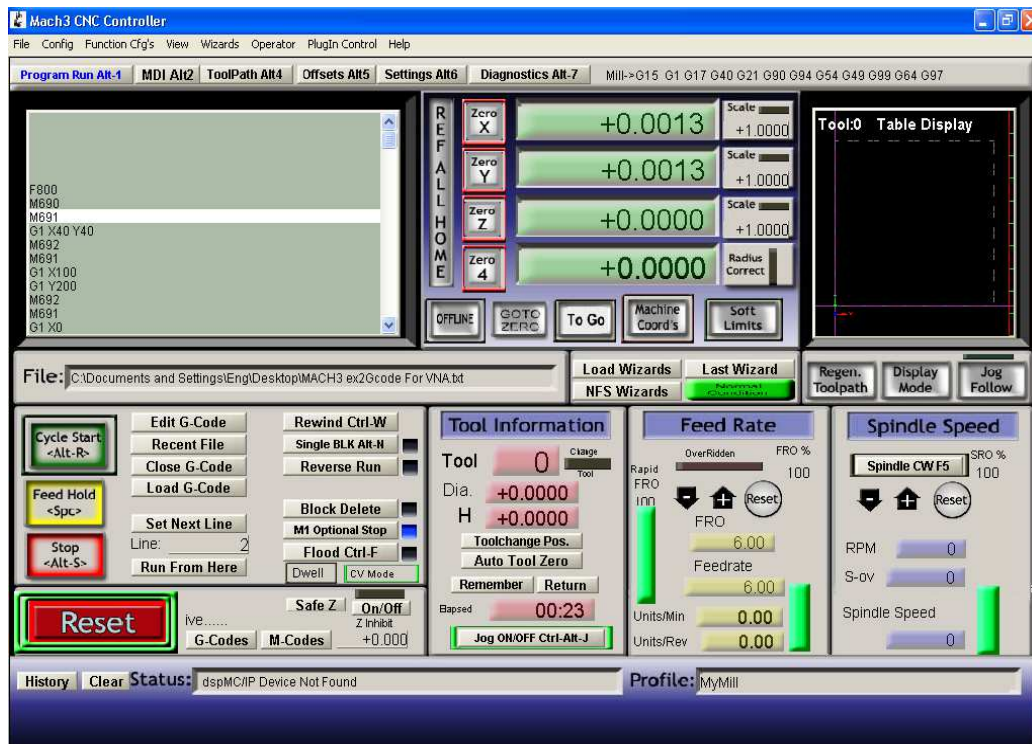 Mach3 CNC Controller
File Config Function Cfg's View Wizards Operator PlugIn Control Help
Program Run Alt-1 MDI Alt2 ToolPath Alt4 Offsets Alt5 Settings Alt6 Diagnostics Alt-7 Mill->G15 G1 G17 G40 G21 G90 G94 G54 G49 G99 G64 G97
F800
M690
M691
G1 X40 Y40
M692
M691
G1 X100
G1 Y200
M692
M691
G1 X0
REF ALL HOME
Zero X +0.0013 Scale +1.0000
Zero Y +0.0013 Scale +1.0000
Zero Z +0.0000 Scale +1.0000
Zero 4 +0.0000 Radius Correct
OFFLINE GOTO ZERO To Go Machine Coord's Soft Limits
Tool:0 Table Display
File: C:\Documents and Settings\Eng\Desktop\MACH3 ex2Gcode For VNA.txt
Load Wizards Last Wizard
NFS Wizards Normal Condition
Regen. Toolpath Display Mode Jog Follow
Cycle Start <Alt-R>
Feed Hold <Spc>
Stop <Alt-S>
Edit G-Code
Recent File
Close G-Code
Load G-Code
Set Next Line
Line: 2
Run From Here
Rewind Ctrl-W
Single BLK Alt-N
Reverse Run
Block Delete
M1 Optional Stop
Flood Ctrl-F
Dwell CV Mode
Reset
ive......
G-Codes M-Codes
Safe Z On/Off
Z Inhibit
+0.000
Tool Information
Tool 0 Change Tool
Dia. +0.0000
H +0.0000
Toolchange Pos.
Auto Tool Zero
Remember Return
Elapsed 00:23
Jog ON/OFF Ctrl-Alt-J
Feed Rate
OverRidden FRO %
100
Rapid FRO
100
Reset
FRO
6.00
Feedrate
6.00
Units/Min 0.00
Units/Rev 0.00
Spindle Speed
Spindle CW F5 SRO %
100
Reset
RPM 0
S-ov 0
Spindle Speed
0
History Clear Status: dspMC/IP Device Not Found Profile: MyMill